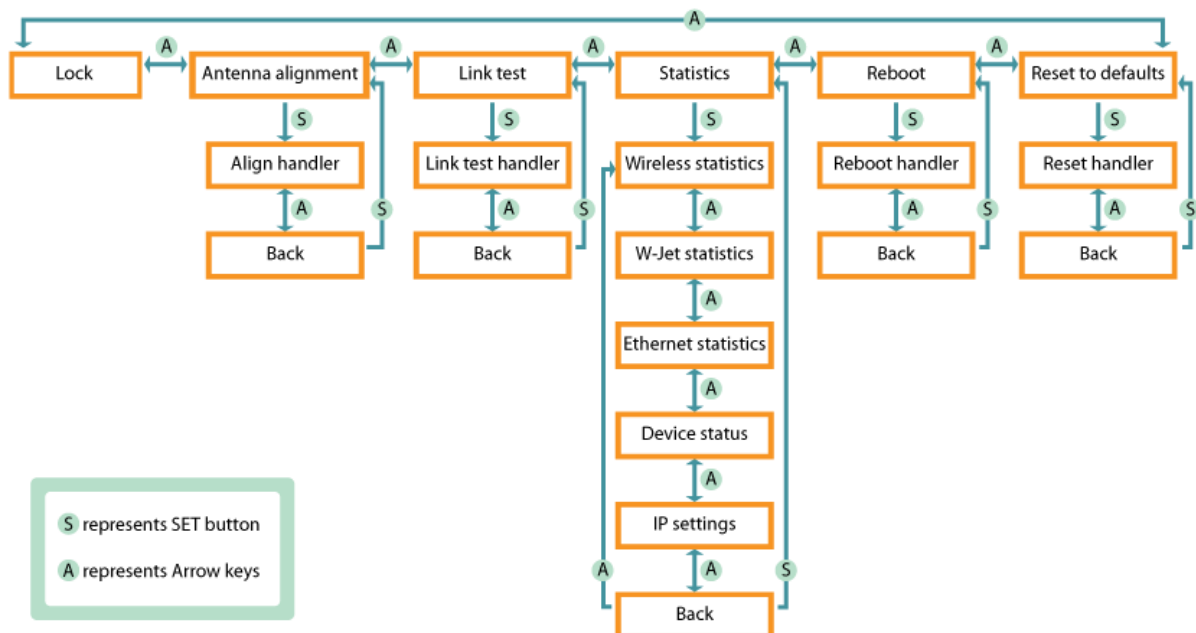 A
A
A
A
A
A
Lock
Antenna alignment
Link test
Statistics
Reboot
Reset to defaults
S
S
S
S
S
Align handler
Link test handler
Wireless statistics
Reboot handler
Reset handler
A
S
A
S
A
A
S
A
S
Back
Back
W-Jet statistics
Back
Back
A
Ethernet statistics
A
Device status
A
IP settings
A
A
S
Back
S represents SET button
A represents Arrow keys